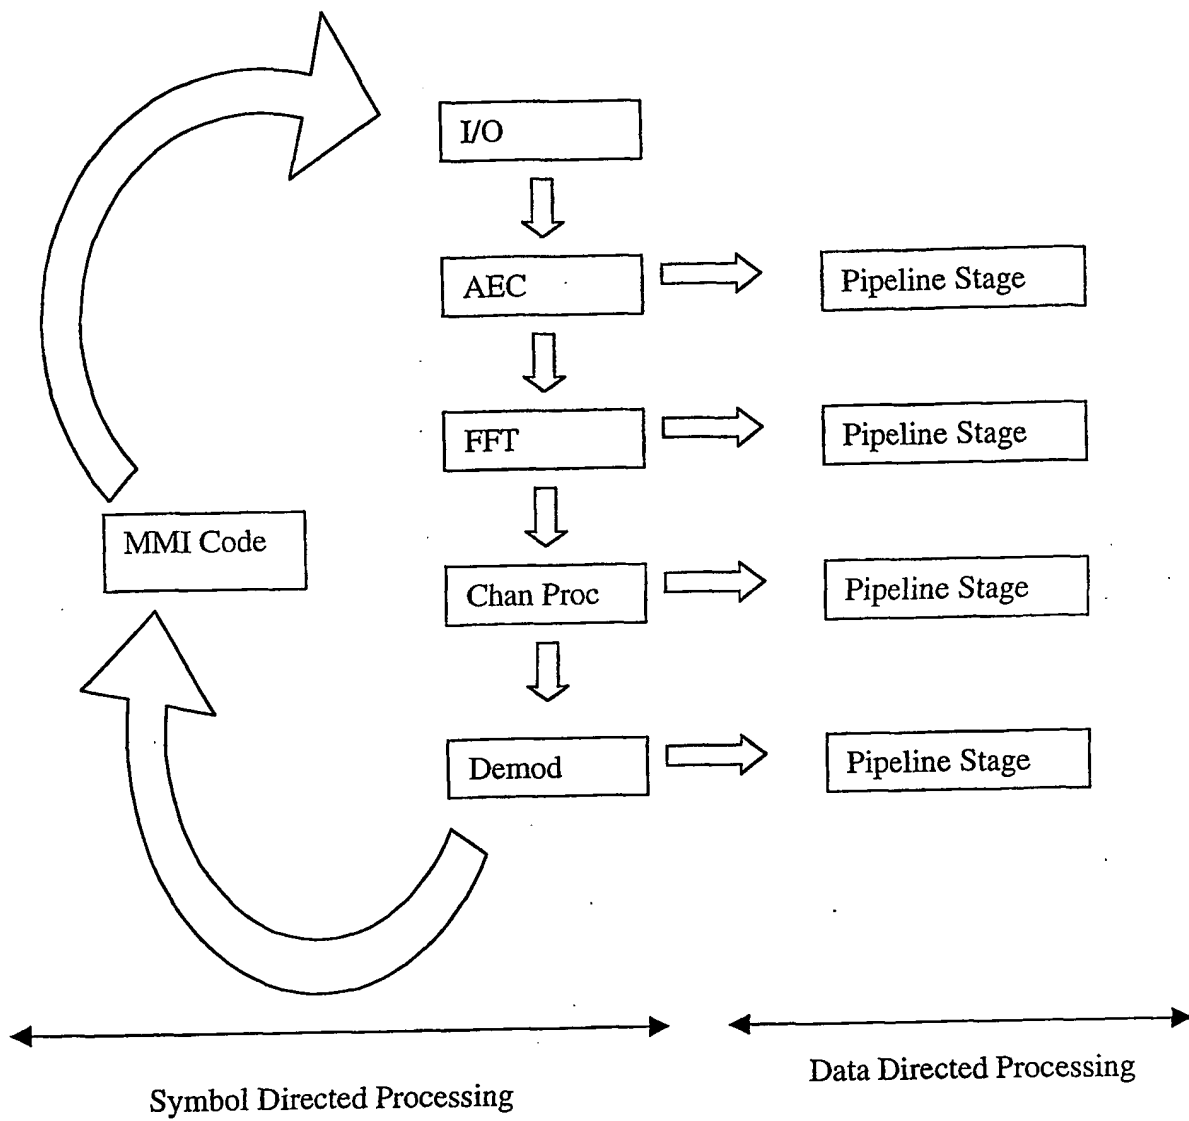 I/O
AEC
Pipeline Stage
FFT
Pipeline Stage
MMI Code
Chan Proc
Pipeline Stage
Demod
Pipeline Stage
Symbol Directed Processing
Data Directed Processing